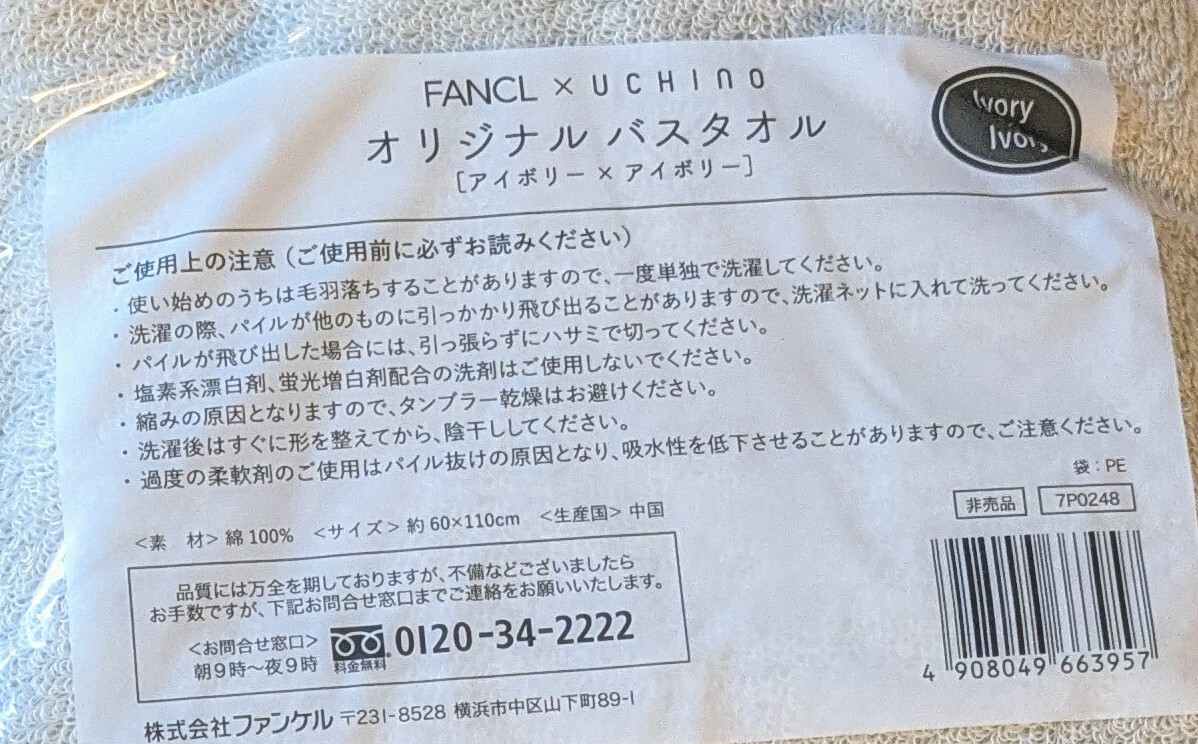 FANCL × UCHINO
オリジナル バスタオル
［アイボリー × アイボリー］
Ivory
Ivory
ご使用上の注意（ご使用前に必ずお読みください）
・使い始めのうちは毛羽落ちすることがありますので、一度単独で洗濯してください。
・洗濯の際、パイルが他のものに引っかかり飛び出ることがありますので、洗濯ネットに入れて洗ってください。
・パイルが飛び出した場合には、引っ張らずにハサミで切ってください。
・塩素系漂白剤、蛍光増白剤配合の洗剤はご使用しないでください。
・縮みの原因となりますので、タンブラー乾燥はお避けください。
・洗濯後はすぐに形を整えてから、陰干ししてください。
・過度の柔軟剤のご使用はパイル抜けの原因となり、吸水性を低下させることがありますので、ご注意ください。
袋：PE
＜素　材＞綿100%　＜サイズ＞約60×110cm　＜生産国＞中国
非売品 7P0248
品質には万全を期しておりますが、不備などございましたら
お手数ですが、下記お問合せ窓口までご連絡をお願いいたします。
＜お問合せ窓口＞
朝9時〜夜9時
料金無料
0120-34-2222
4 908049 663957
株式会社ファンケル 〒231-8528 横浜市中区山下町89-1